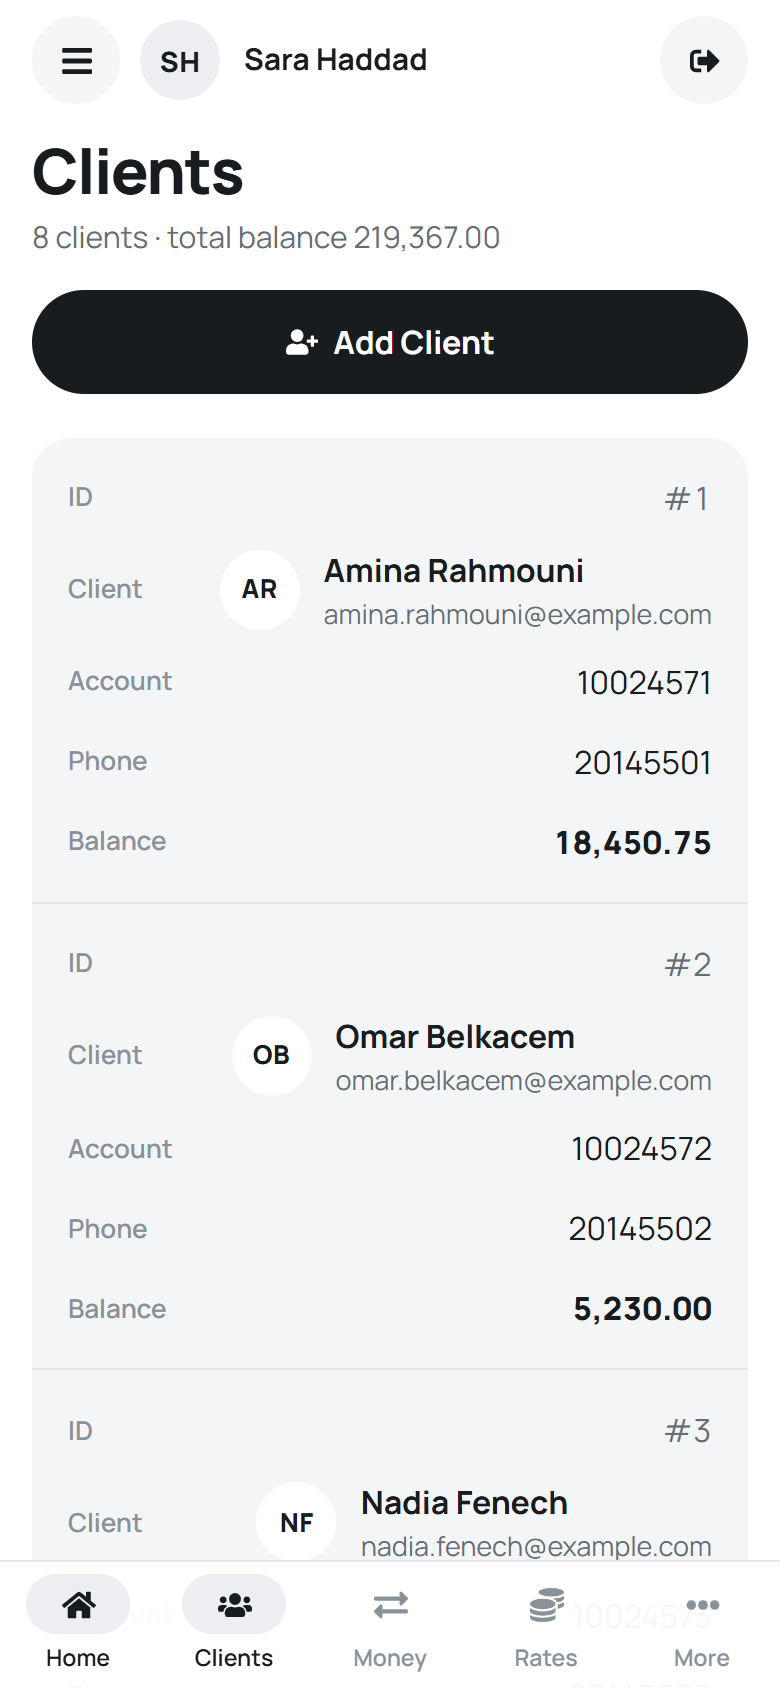 SH Sara Haddad
Clients
8 clients · total balance 219,367.00
Add Client
ID #1
Client AR Amina Rahmouni
amina.rahmouni@example.com
Account 10024571
Phone 20145501
Balance 18,450.75
ID #2
Client OB Omar Belkacem
omar.belkacem@example.com
Account 10024572
Phone 20145502
Balance 5,230.00
ID #3
Client NF Nadia Fenech
nadia.fenech@example.com
10024573
Home Clients Money Rates More